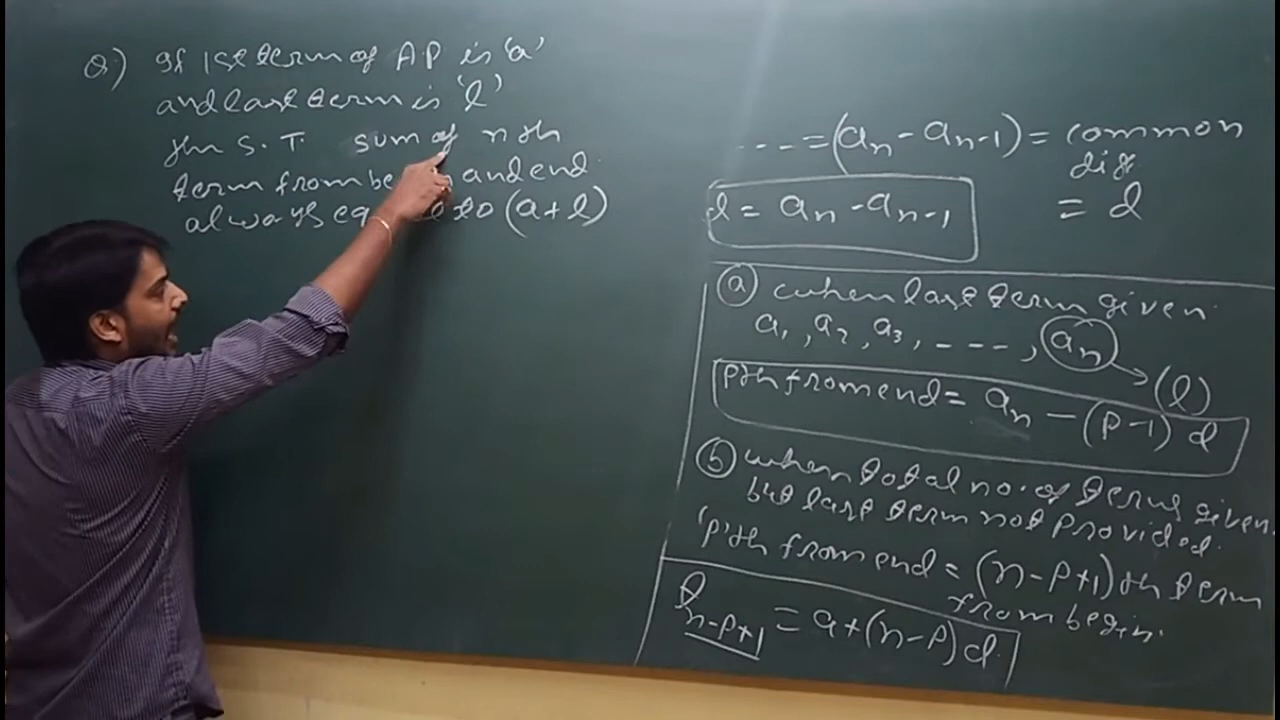 Q) If 1st term of AP is 'a'
and last term is 'l'
then S.T. sum of nth
term from and end
always to (a+l)
---- = (aₙ - aₙ₋₁) = common
diff
= d
d = aₙ - aₙ₋₁
(a) when last term given.
a₁, a₂, a₃, ----, aₙ → (l)
Pth from end = aₙ - (P-1) d
(b) when total no. of terms given
but last term not provided.
'P'th from end = (n-P+1)th term
from begin.
tₙ₋ₚ₊₁ = a+(n-P)d